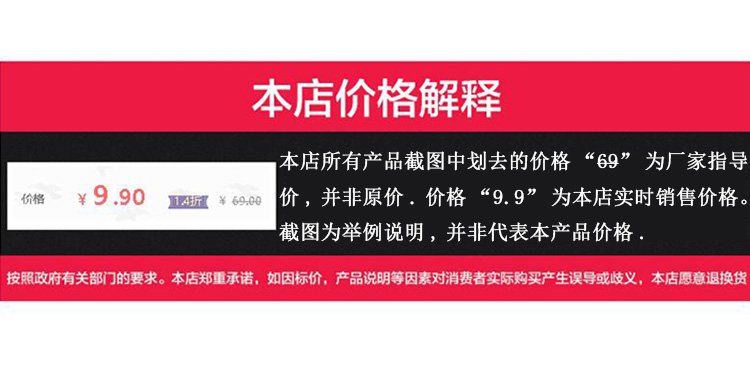 本店价格解释
价格 ¥ 9.90 1.4折 ¥ 69.00
本店所有产品截图中划去的价格“69”为厂家指导
价，并非原价．价格“9.9”为本店实时销售价格。
截图为举例说明，并非代表本产品价格．
按照政府有关部门的要求。本店郑重承诺，如因标价，产品说明等因素对消费者实际购买产生误导或歧义，本店愿意退换货